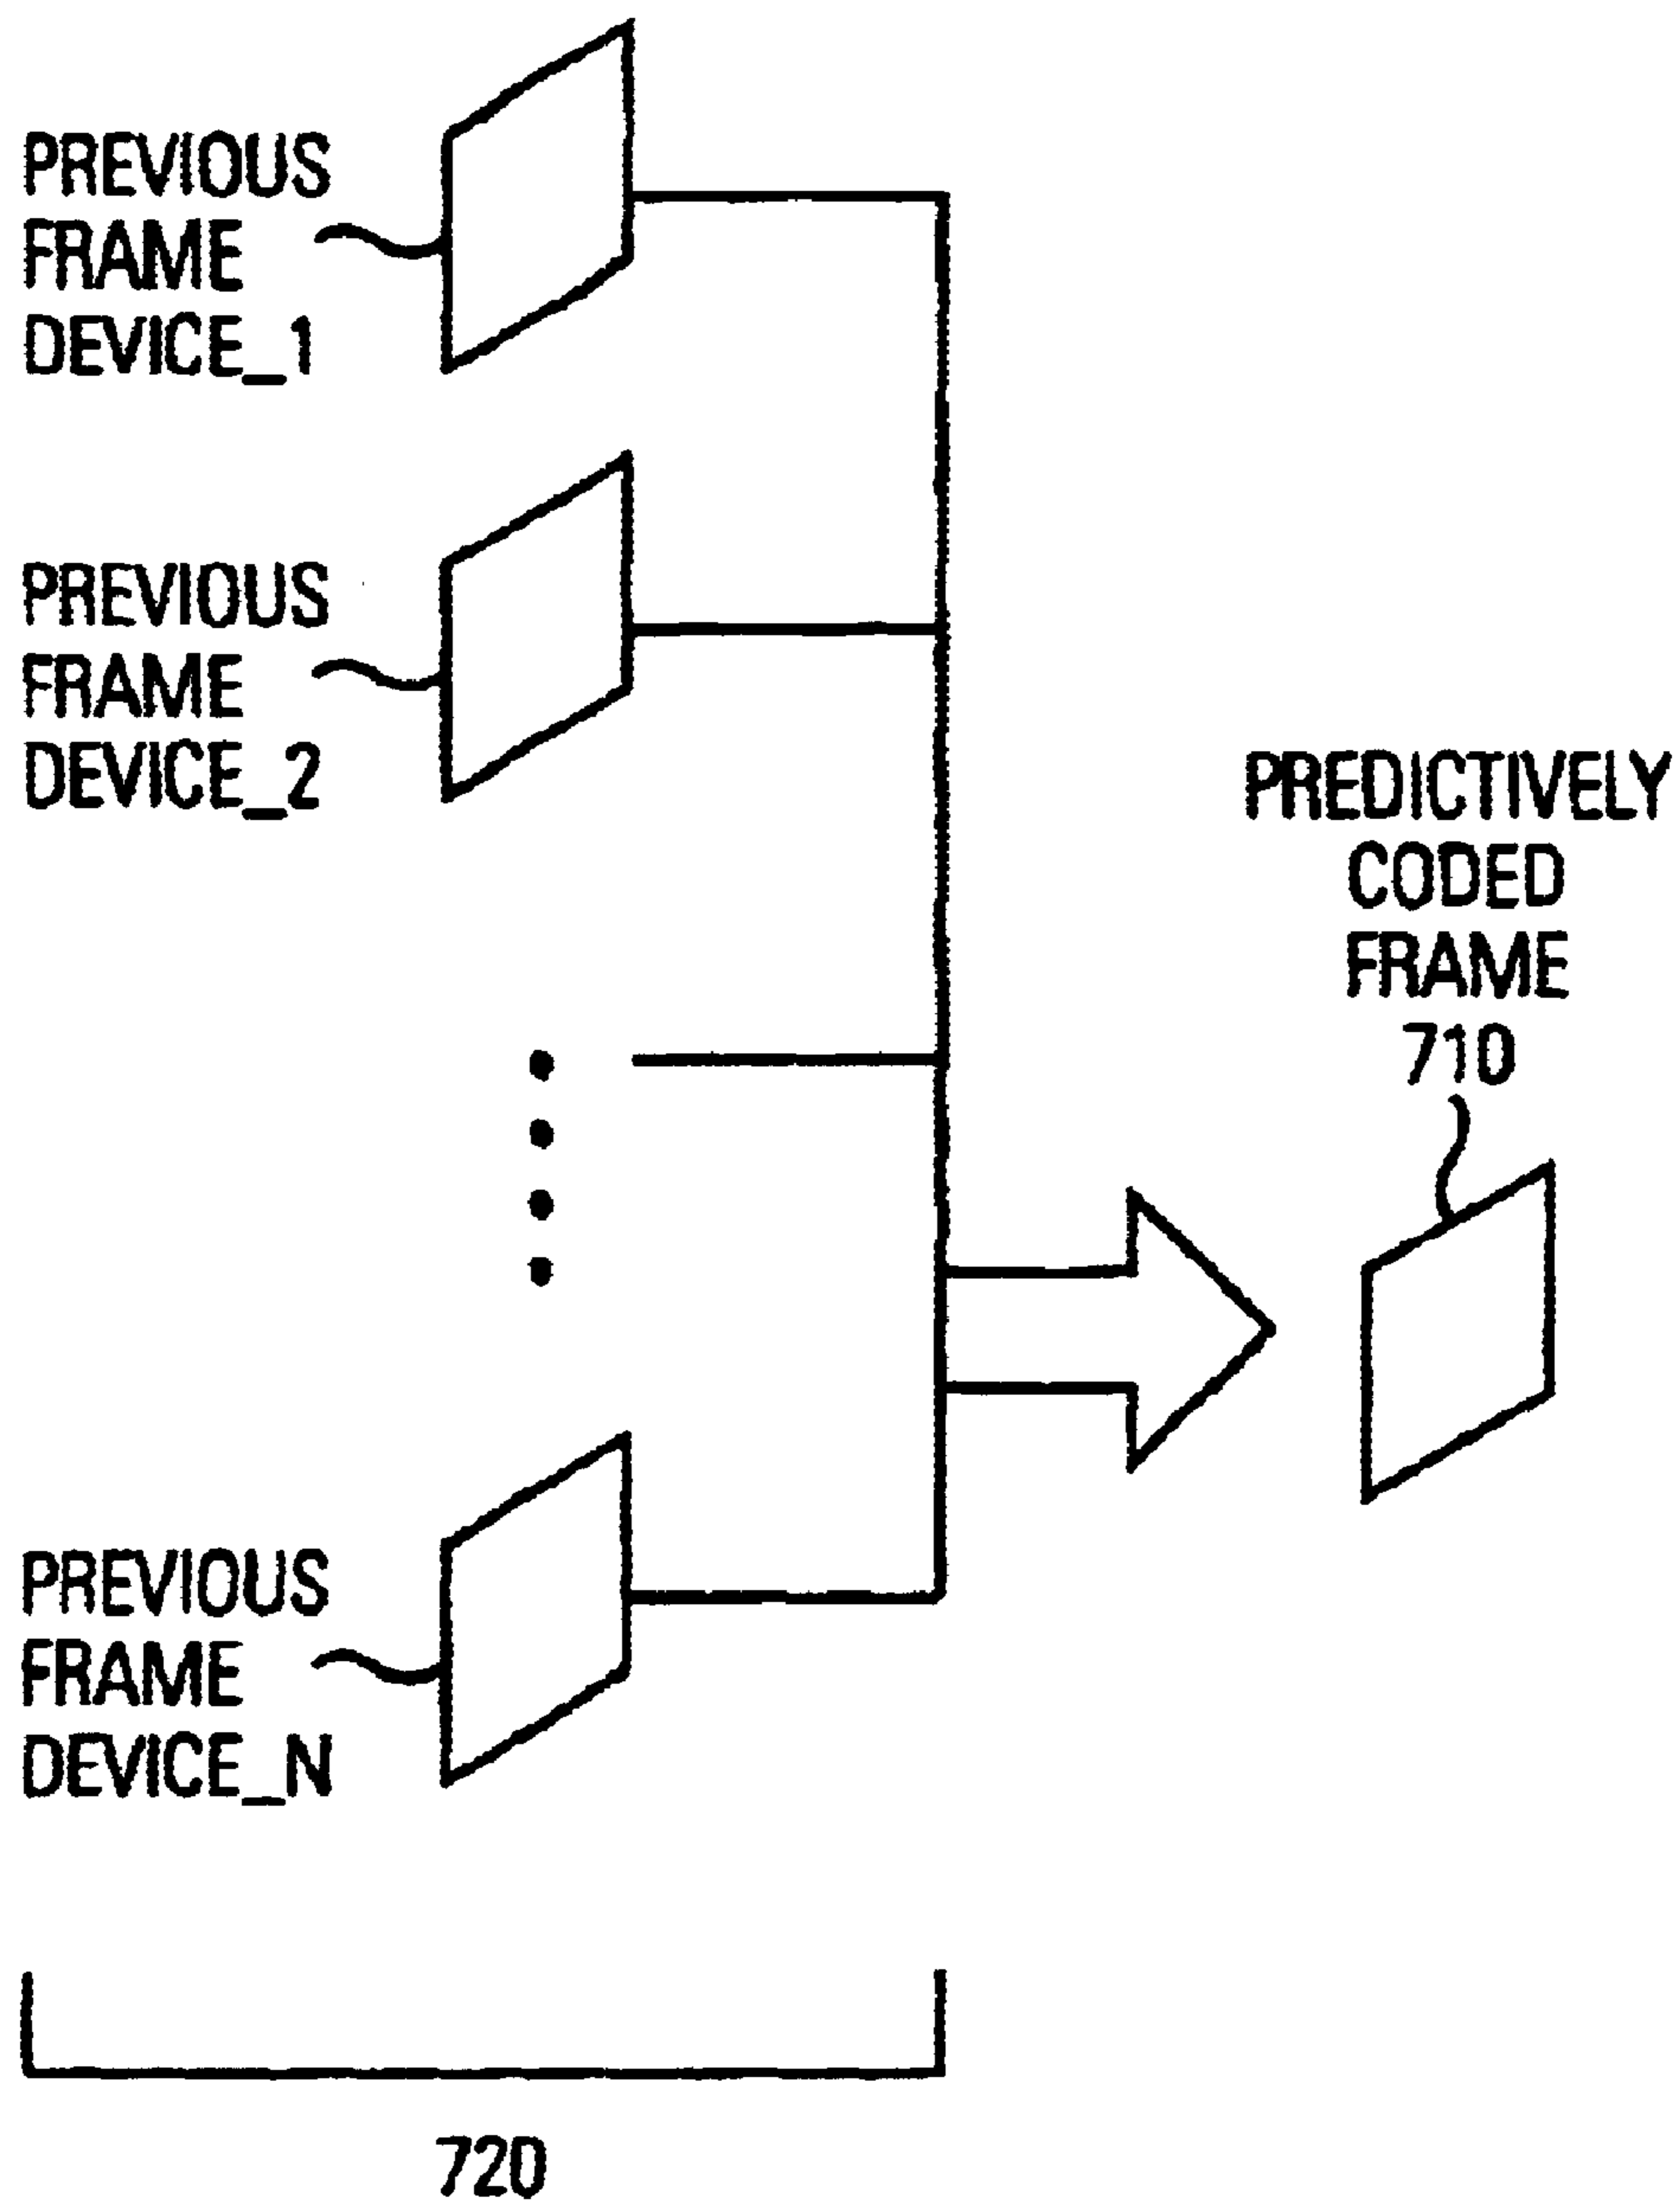 PREVIOUS
FRAME
DEVICE_1
PREVIOUS
FRAME
DEVICE_2
PREDICTIVELY
CODED
FRAME
710
PREVIOUS
FRAME
DEVICE_N
720